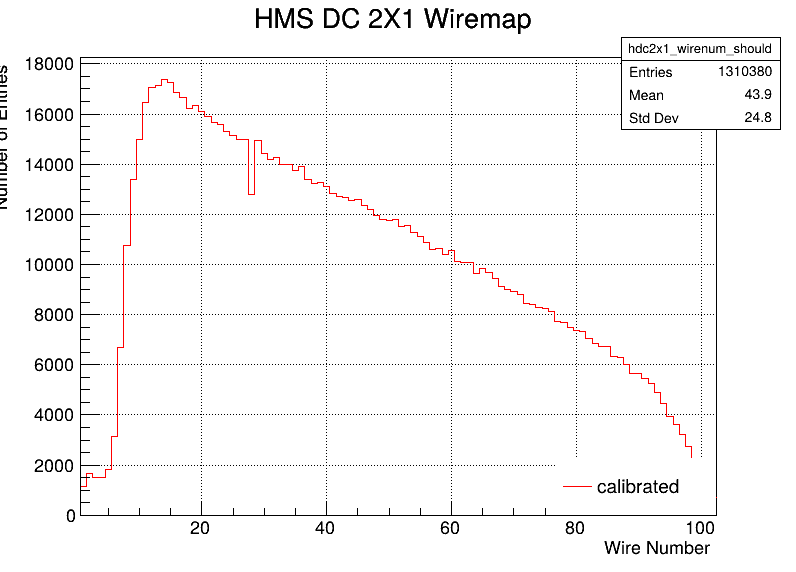 HMS DC 2X1 Wiremap
hdc2x1_wirenum_should
Entries 1310380
Mean 43.9
Std Dev 24.8
Number of Entries
18000
16000
14000
12000
10000
8000
6000
4000
2000
0
calibrated
20 40 60 80 100
Wire Number